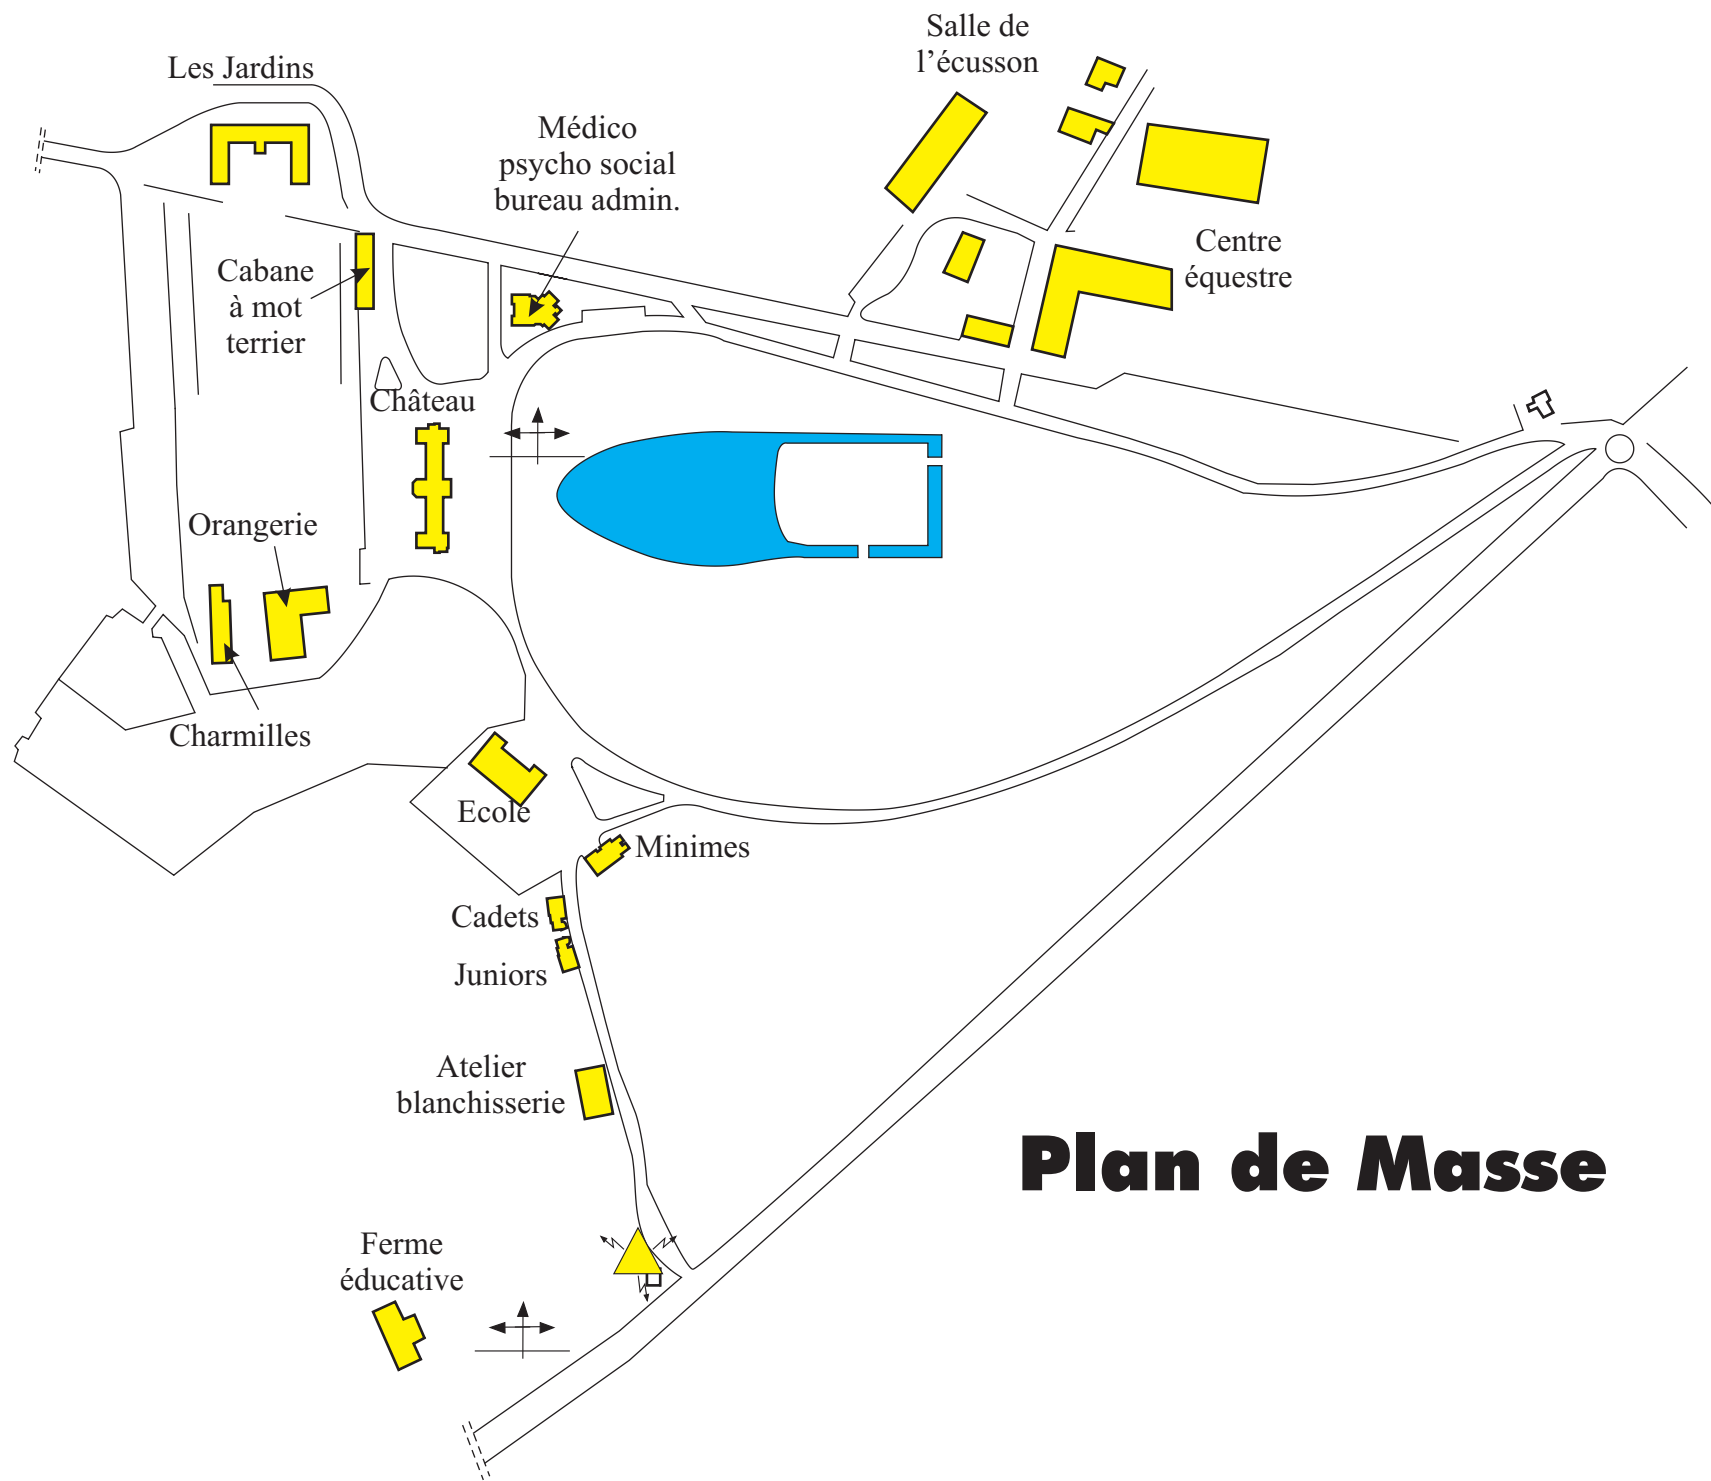 Salle de
l’écusson
Les Jardins
Médico
psycho social
bureau admin.
Centre
équestre
Cabane
à mot
terrier
Château
Orangerie
Charmilles
Ecole
Minimes
Cadets
Juniors
Atelier
blanchisserie
Plan de Masse
Ferme
éducative